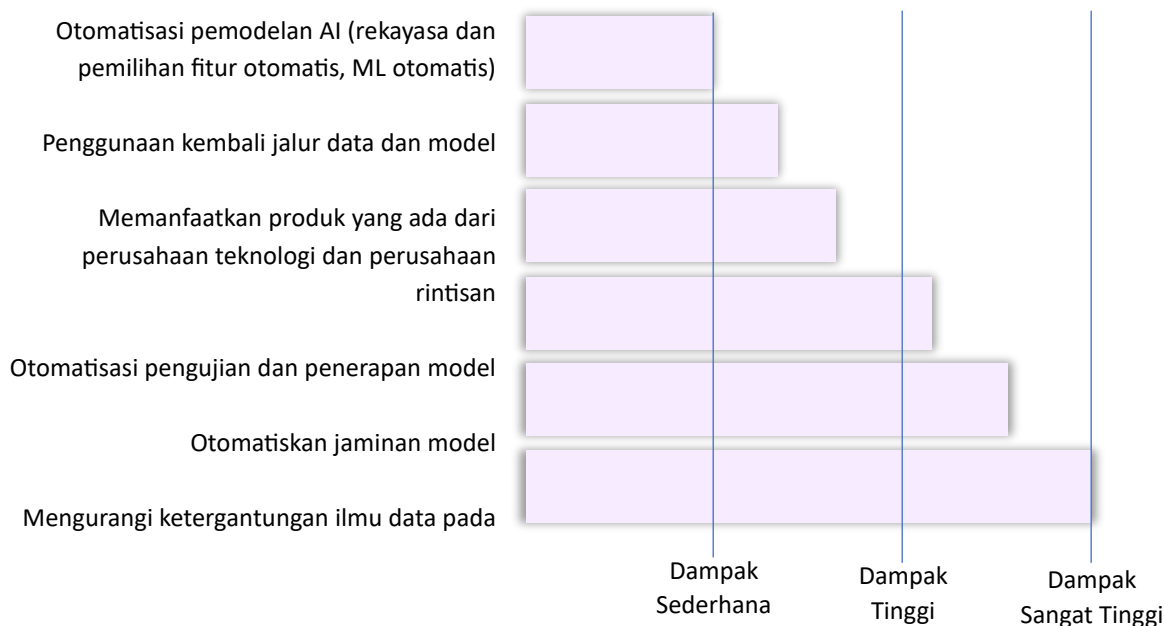 Otomatisasi pemodelan AI (rekayasa dan
pemilihan fitur otomatis, ML otomatis)
Penggunaan kembali jalur data dan model
Memanfaatkan produk yang ada dari
perusahaan teknologi dan perusahaan
rintisan
Otomatisasi pengujian dan penerapan model
Otomatiskan jaminan model
Mengurangi ketergantungan ilmu data pada
Dampak
Sederhana
Dampak
Tinggi
Dampak
Sangat Tinggi